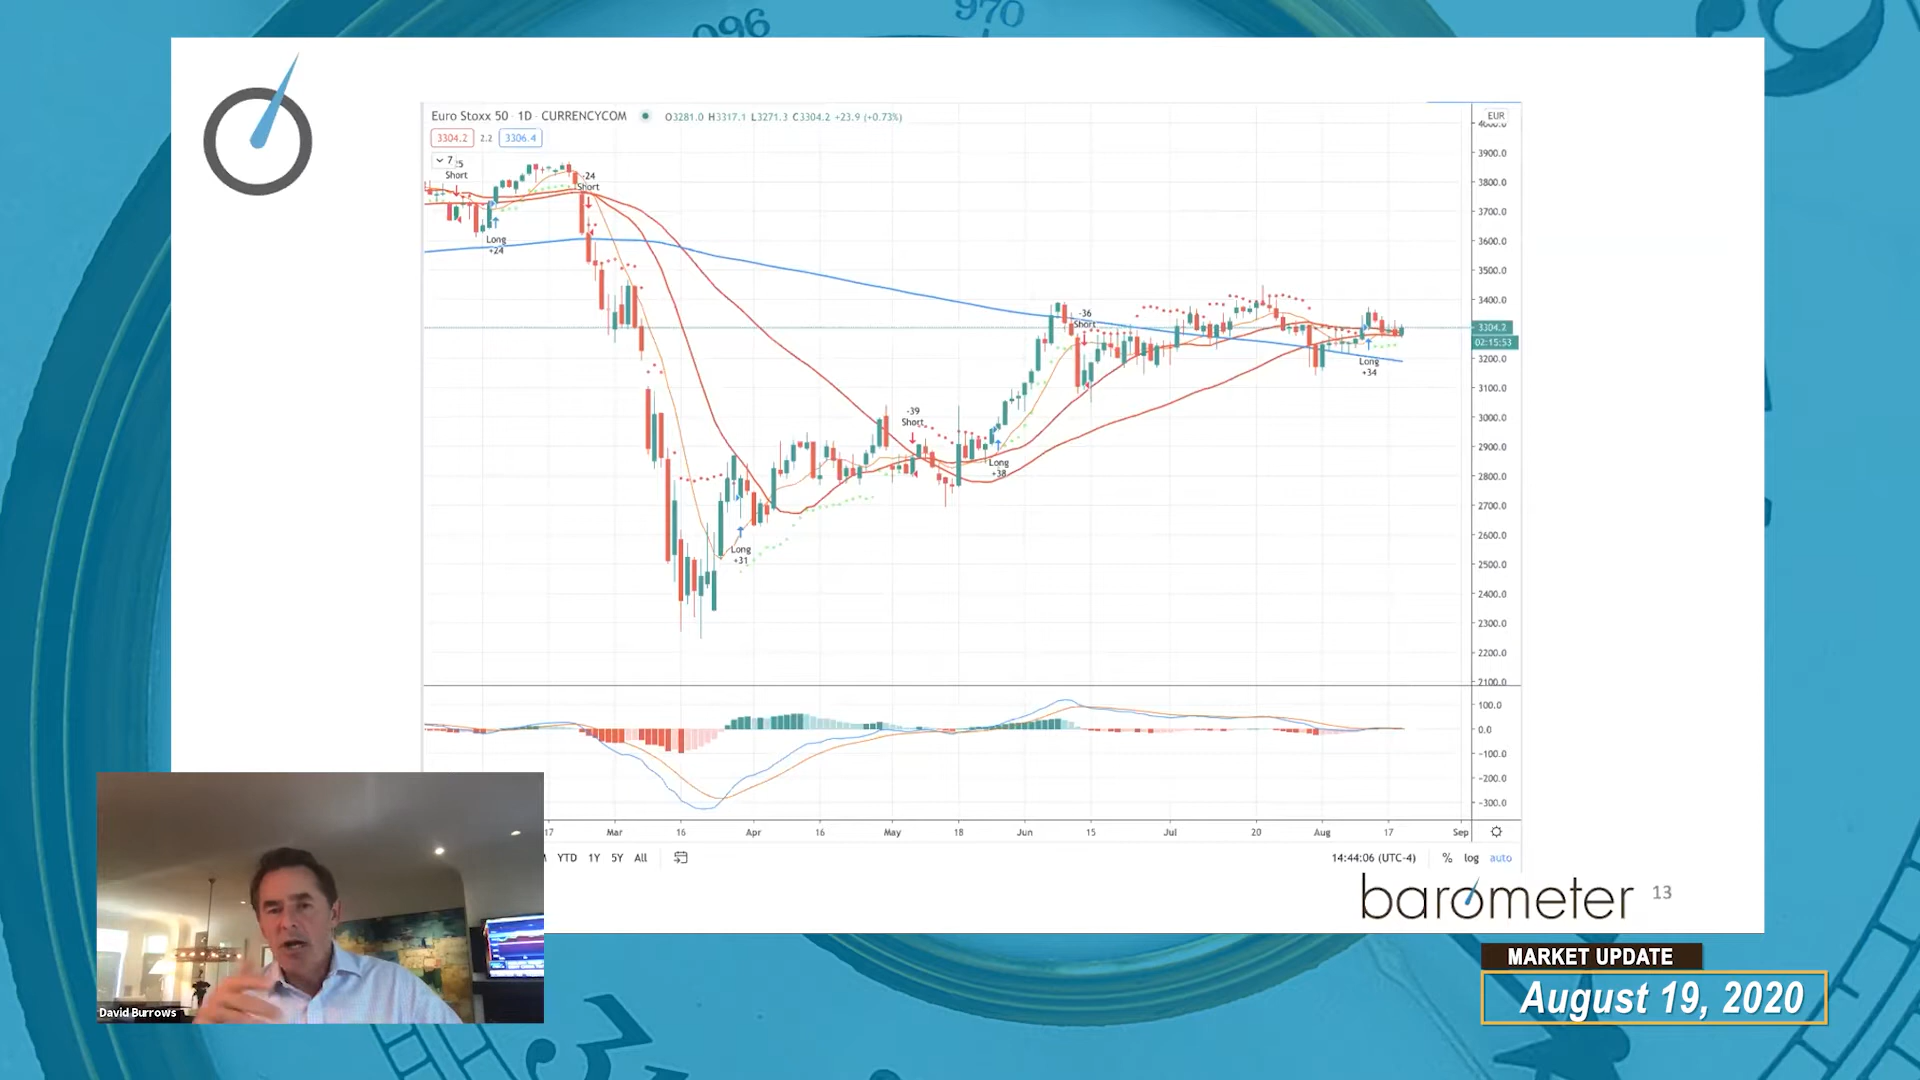 096
970
Euro Stoxx 50 · 1D · CURRENCYCOM O3281.0 H3317.1 L3271.3 C3304.2 +23.9 (+0.73%)
EUR
3304.2 2.2 3306.4
7
Short
Long
+24
-24
Short
Long
+31
-39
Short
Long
+38
-36
Short
Long
+34
3900.0
3800.0
3700.0
3600.0
3500.0
3400.0
3304.2
02:15:53
3200.0
3100.0
3000.0
2900.0
2800.0
2700.0
2600.0
2500.0
2400.0
2300.0
2200.0
2100.0
100.0
0.0
-100.0
-200.0
-300.0
17 Mar 16 Apr 16 May 18 Jun 15 Jul 20 Aug 17 Sep
YTD 1Y 5Y All
14:44:06 (UTC-4) % log auto
barometer 13
David Burrows
MARKET UPDATE
August 19, 2020